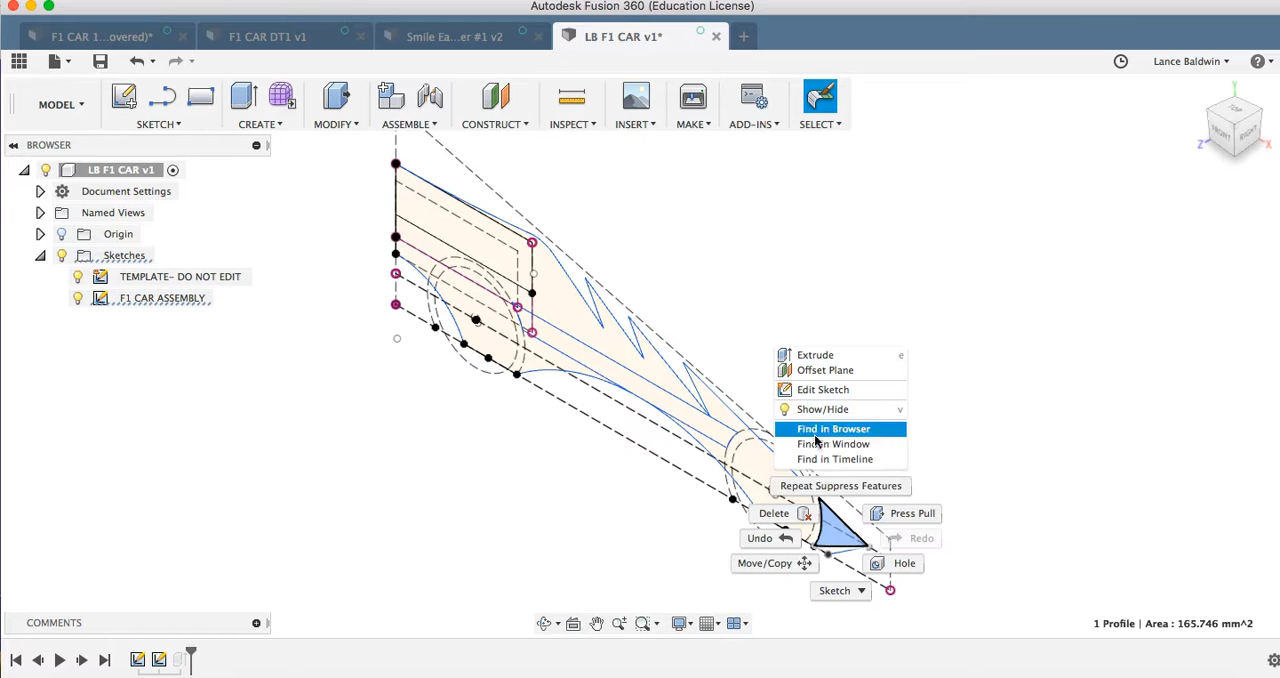 Autodesk Fusion 360 (Education License)
F1 CAR 1...overed)*
F1 CAR DT1 v1
Smile Ea...er #1 v2
LB F1 CAR v1*
Lance Baldwin
MODEL
SKETCH
CREATE
MODIFY
ASSEMBLE
CONSTRUCT
INSPECT
INSERT
MAKE
ADD-INS
SELECT
TOP
FRONT
RIGHT
Y
Z
X
BROWSER
LB F1 CAR v1
Document Settings
Named Views
Origin
Sketches
TEMPLATE- DO NOT EDIT
F1 CAR ASSEMBLY
Extrude e
Offset Plane
Edit Sketch
Show/Hide v
Find in Browser
Find in Window
Find in Timeline
Repeat Suppress Features
Delete
Press Pull
Undo
Redo
Move/Copy
Hole
Sketch
COMMENTS
1 Profile | Area : 165.746 mm^2